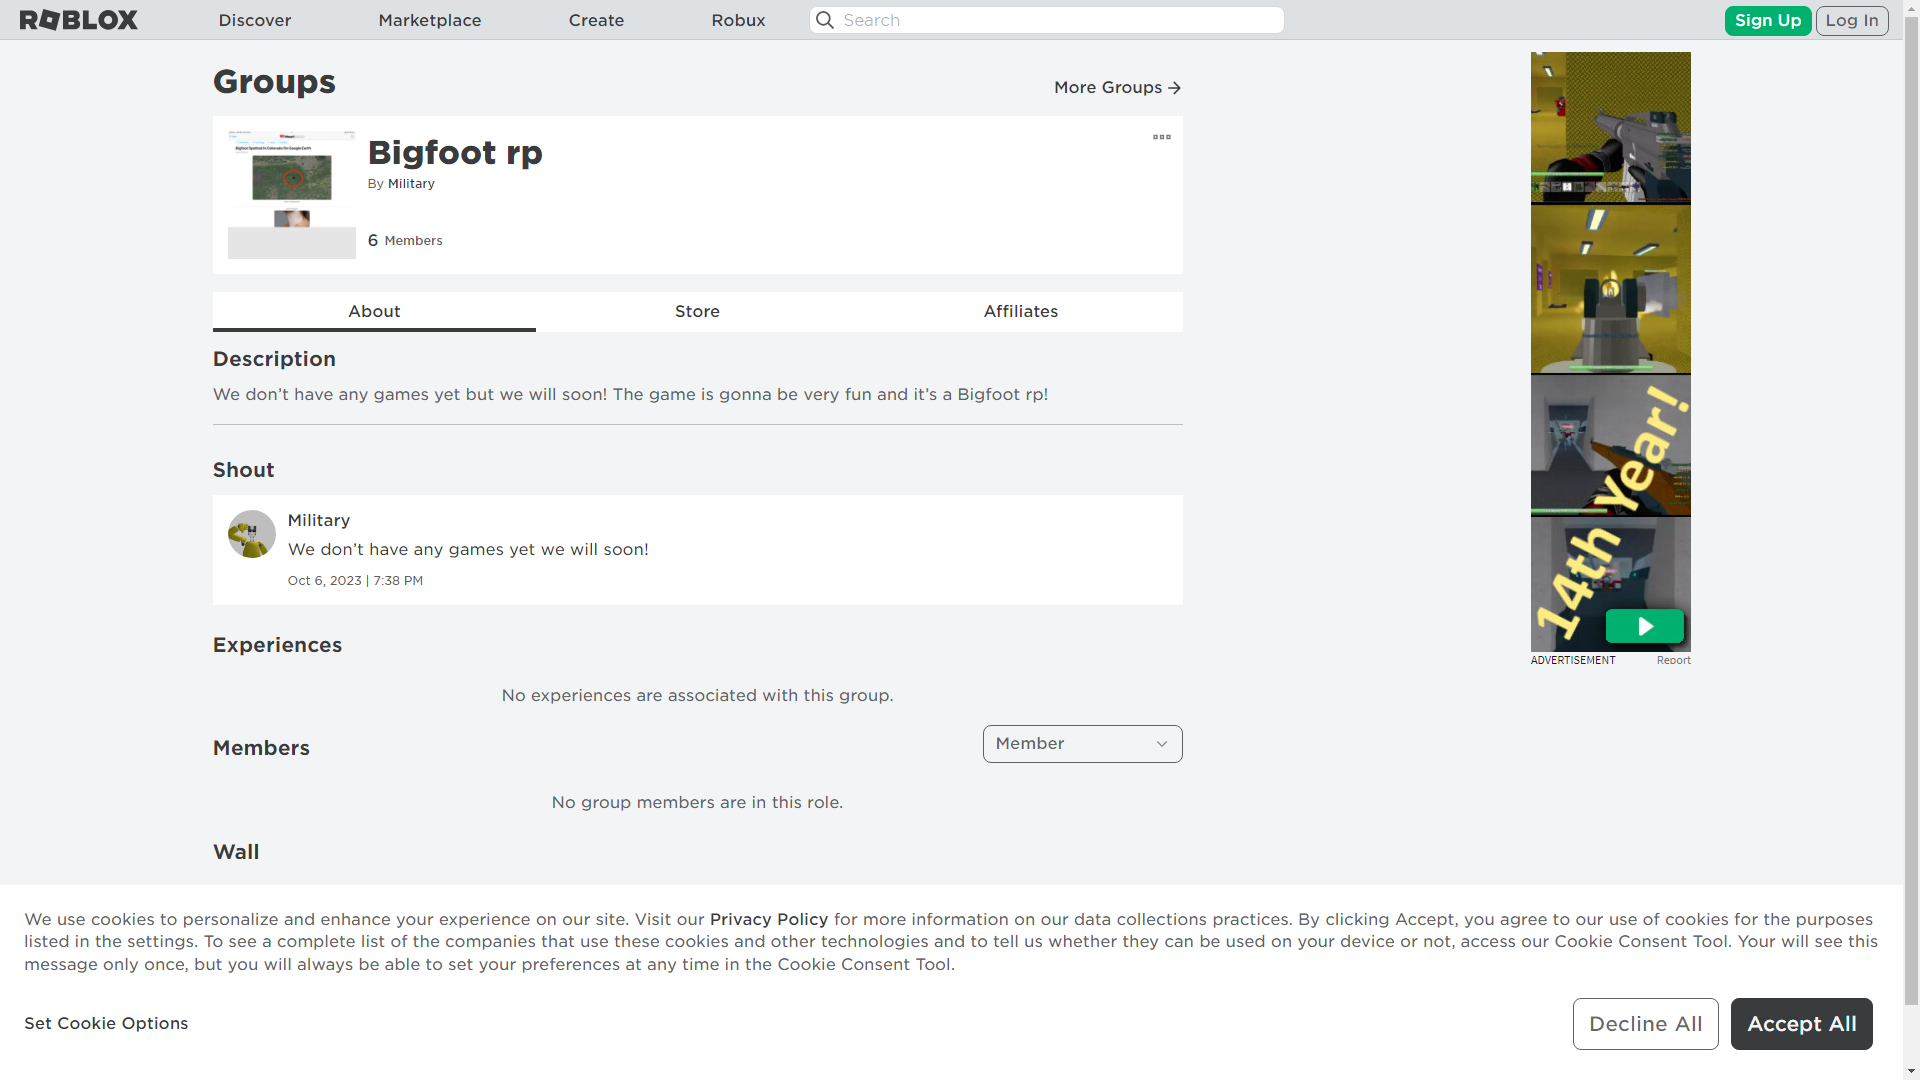 ROBLOX
Discover
Marketplace
Create
Robux
Search
Sign Up
Log In
Groups
More Groups
Bigfoot rp
By Military
6 Members
About
Store
Affiliates
Description
We don’t have any games yet but we will soon! The game is gonna be very fun and it’s a Bigfoot rp!
Shout
Military
We don’t have any games yet we will soon!
Oct 6, 2023 | 7:38 PM
Experiences
No experiences are associated with this group.
Members
Member
No group members are in this role.
Wall
14th Year!
ADVERTISEMENT
Report
We use cookies to personalize and enhance your experience on our site. Visit our Privacy Policy for more information on our data collections practices. By clicking Accept, you agree to our use of cookies for the purposes
listed in the settings. To see a complete list of the companies that use these cookies and other technologies and to tell us whether they can be used on your device or not, access our Cookie Consent Tool. Your will see this
message only once, but you will always be able to set your preferences at any time in the Cookie Consent Tool.
Set Cookie Options
Decline All
Accept All